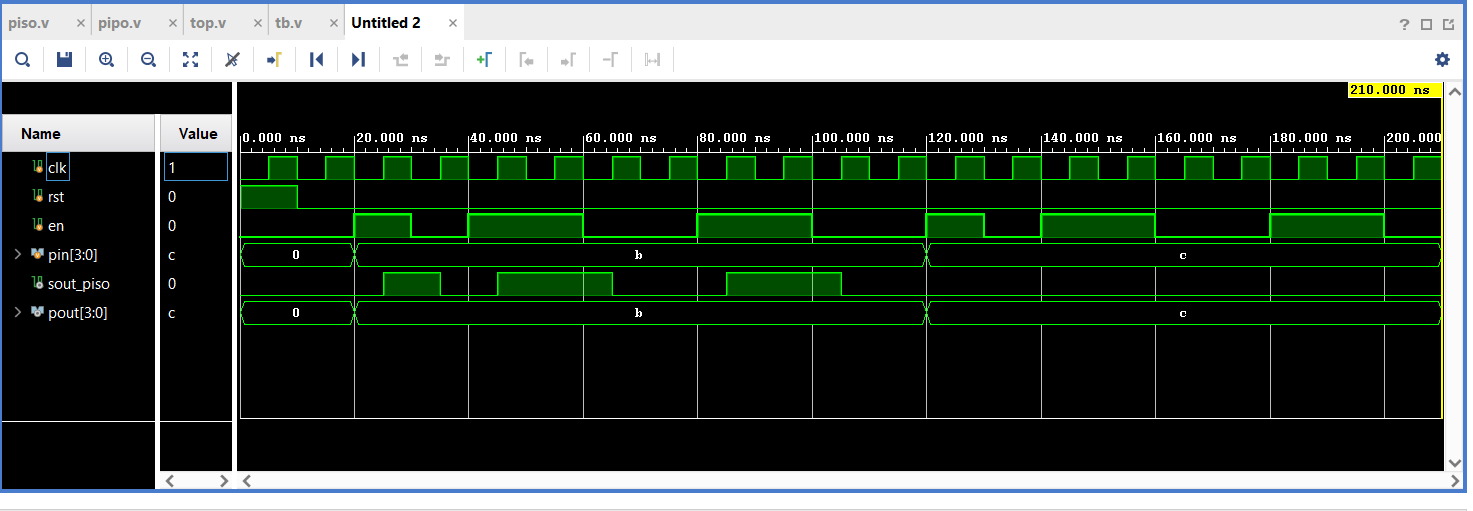 piso.v × pipo.v × top.v × tb.v × Untitled 2 ×
?
210.000 ns
Name Value
0.000 ns 20.000 ns 40.000 ns 60.000 ns 80.000 ns 100.000 ns 120.000 ns 140.000 ns 160.000 ns 180.000 ns 200.000
clk 1
rst 0
en 0
pin[3:0] c 0 b c
sout_piso 0
pout[3:0] c 0 b c